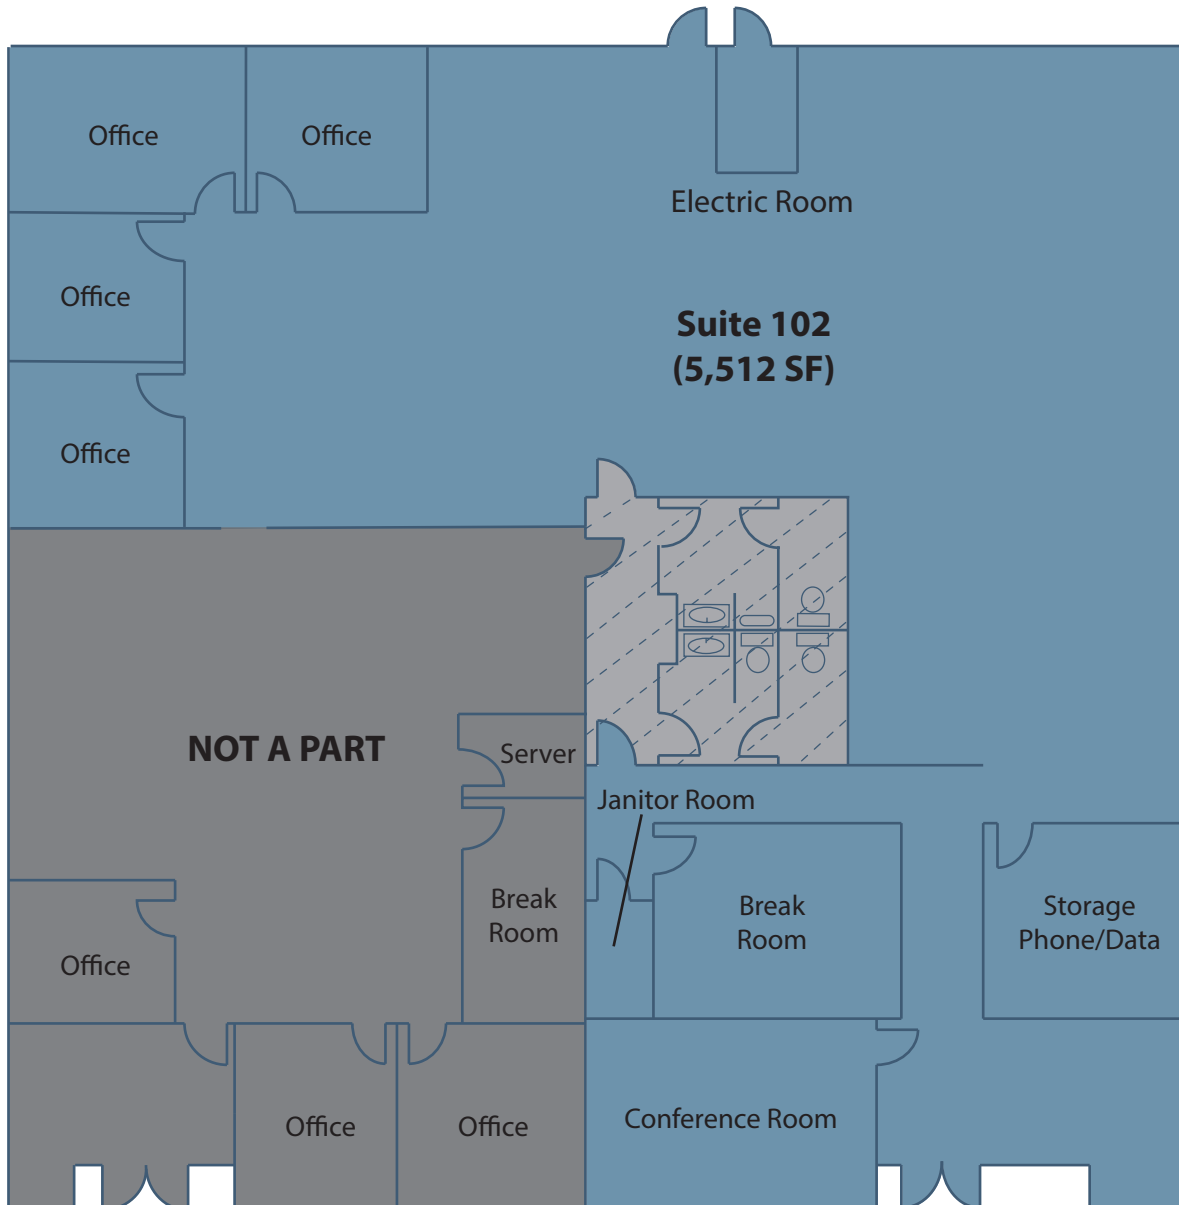 Office
Office
Electric Room
Office
Suite 102
(5,512 SF)
Office
NOT A PART
Server
Janitor Room
Break
Room
Break
Room
Storage
Phone/Data
Office
Office
Office
Conference Room